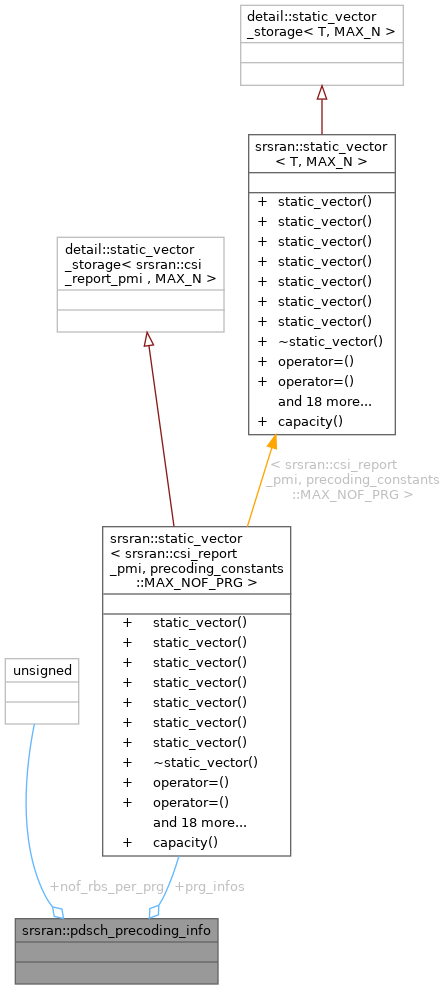 detail::static_vector
_storage< T, MAX_N >
srsran::static_vector
< T, MAX_N >
+ static_vector()
+ static_vector()
+ static_vector()
+ static_vector()
+ static_vector()
+ static_vector()
+ static_vector()
+ ~static_vector()
+ operator=()
+ operator=()
and 18 more...
+ capacity()
detail::static_vector
_storage< srsran::csi
_report_pmi , MAX_N >
< srsran::csi_report
_pmi, precoding_constants
::MAX_NOF_PRG >
srsran::static_vector
< srsran::csi_report
_pmi, precoding_constants
::MAX_NOF_PRG >
+ static_vector()
+ static_vector()
+ static_vector()
+ static_vector()
+ static_vector()
+ static_vector()
+ static_vector()
+ ~static_vector()
+ operator=()
+ operator=()
and 18 more...
+ capacity()
unsigned
+nof_rbs_per_prg
+prg_infos
srsran::pdsch_precoding_info